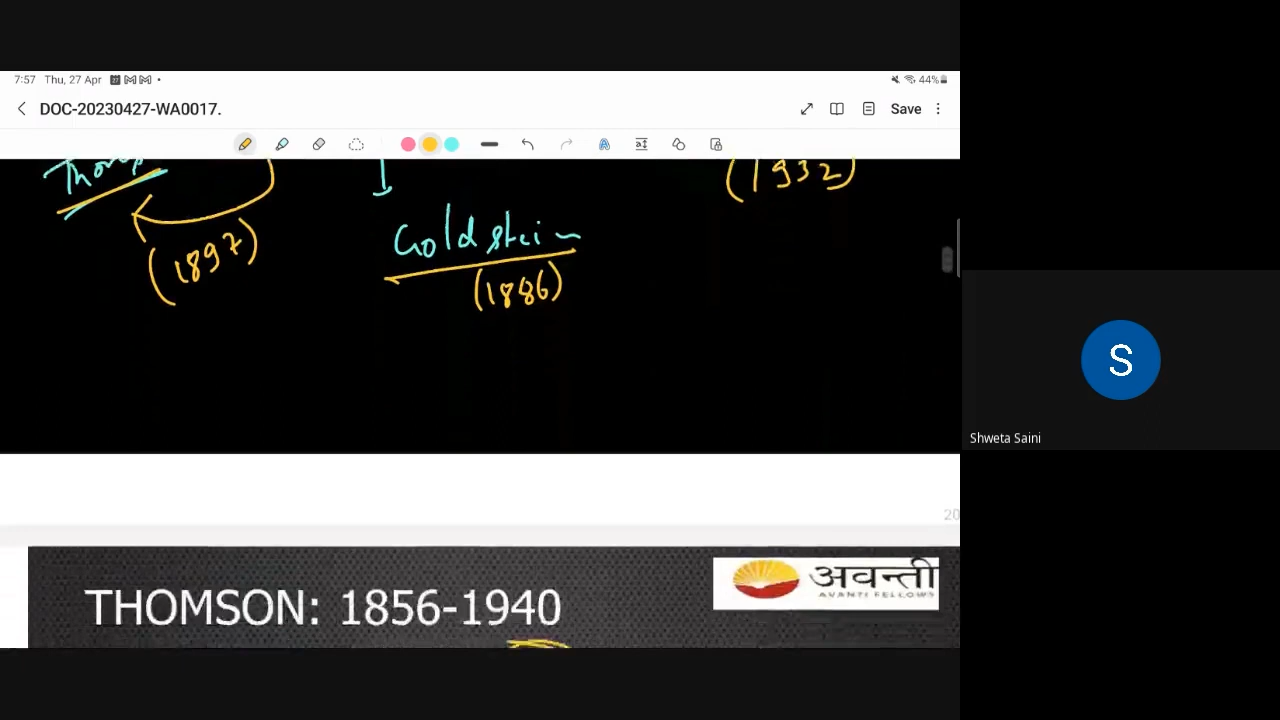 7:57 Thu, 27 Apr
44%
DOC-20230427-WA0017.
Save
(1932)
Goldstein
(1897)
(1886)
Shweta Saini
20
THOMSON: 1856-1940
अवन्ती
AVANTI FELLOWS
S